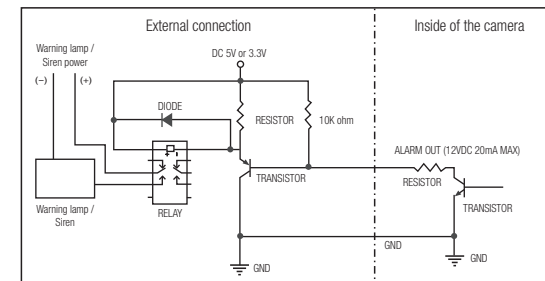 External connection
Inside of the camera
Warning lamp /
Siren power
(−)
(+)
DC 5V or 3.3V
DIODE
RESISTOR
10K ohm
ALARM OUT (12VDC 20mA MAX)
TRANSISTOR
RESISTOR
TRANSISTOR
Warning lamp /
Siren
RELAY
GND
GND
GND